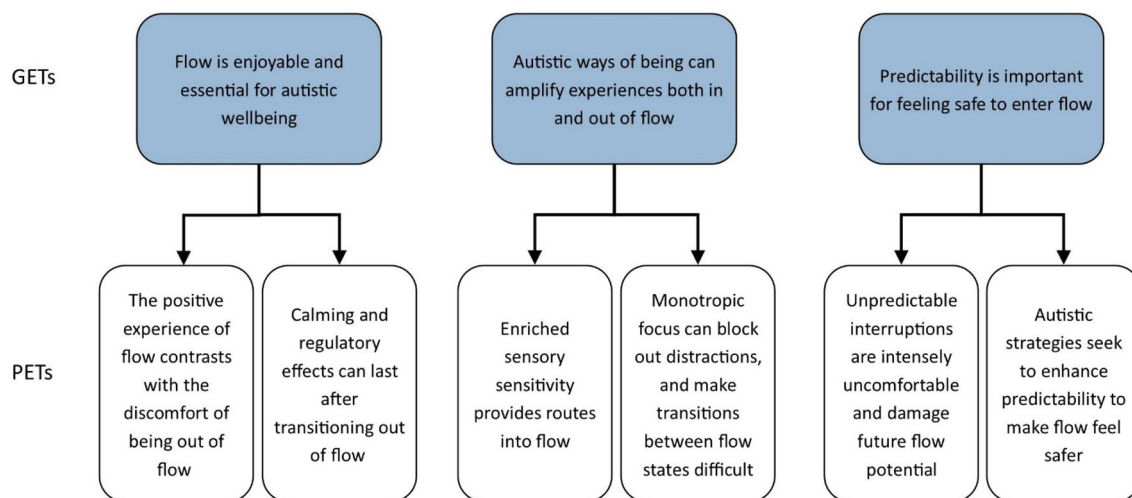 GETs
Flow is enjoyable and
essential for autistic
wellbeing
Autistic ways of being can
amplify experiences both in
and out of flow
Predictability is important
for feeling safe to enter flow
PETs
The positive
experience of
flow contrasts
with the
discomfort of
being out of
flow
Calming and
regulatory
effects can last
after
transitioning out
of flow
Enriched
sensory
sensitivity
provides routes
into flow
Monotropic
focus can block
out distractions,
and make
transitions
between flow
states difficult
Unpredictable
interruptions
are intensely
uncomfortable
and damage
future flow
potential
Autistic
strategies seek
to enhance
predictability to
make flow feel
safer